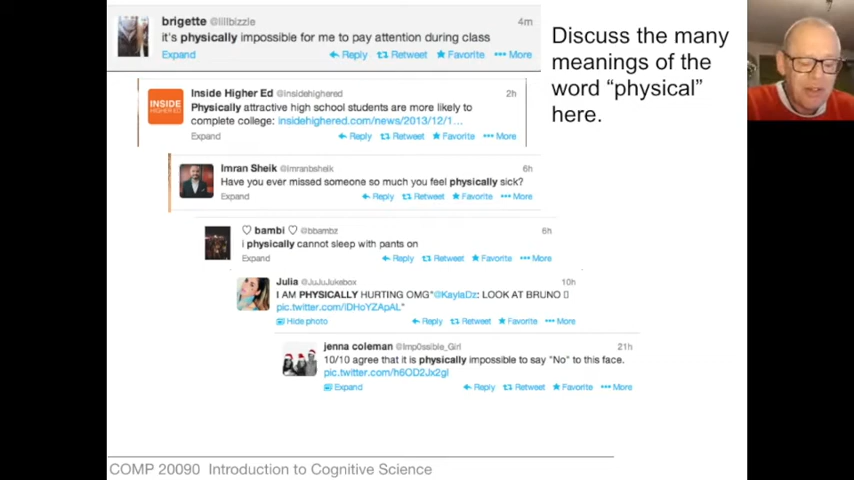 brigette @lillbizzle 4m
it's physically impossible for me to pay attention during class
Expand Reply Retweet Favorite More
Discuss the many
meanings of the
word “physical”
here.
INSIDE
HIGHER ED
Inside Higher Ed @insidehighered 2h
Physically attractive high school students are more likely to
complete college: insidehighered.com/news/2013/12/1...
Expand Reply Retweet Favorite More
Imran Sheik @imranbsheik 6h
Have you ever missed someone so much you feel physically sick?
Expand Reply Retweet Favorite More
♡ bambi ♡ @bbambz 6h
i physically cannot sleep with pants on
Expand Reply Retweet Favorite More
Julia @JuJuJukebox 10h
I AM PHYSICALLY HURTING OMG"@KaylaDz: LOOK AT BRUNO
pic.twitter.com/iDHoYZApAL"
Hide photo Reply Retweet Favorite More
jenna coleman @Imp0ssible_Girl 21h
10/10 agree that it is physically impossible to say "No" to this face.
pic.twitter.com/h6OD2Jx2gl
Expand Reply Retweet Favorite More
COMP 20090 Introduction to Cognitive Science